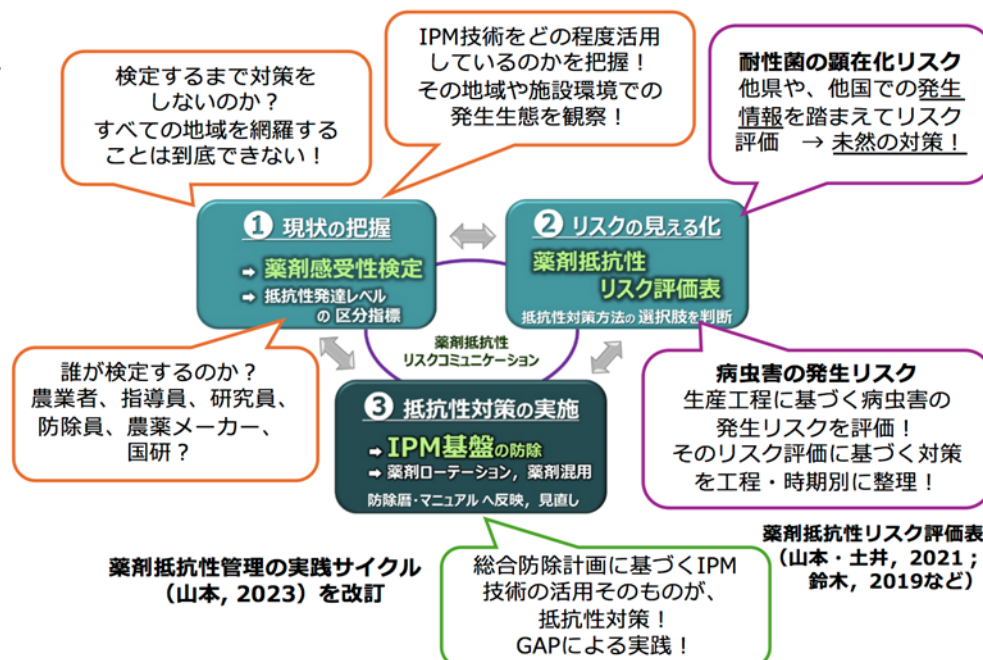 検定するまで対策を
しないのか？
すべての地域を網羅する
ことは到底できない！
IPM技術をどの程度活用
しているのかを把握！
その地域や施設環境での
発生生態を観察！
耐性菌の顕在化リスク
他県や、他国での発生
情報を踏まえてリスク
評価　→ 未然の対策！
❶ 現状の把握
➡ 薬剤感受性検定
➡ 抵抗性発達レベル
の 区分指標
❷ リスクの見える化
薬剤抵抗性
リスク評価表
抵抗性対策方法の 選択肢を判断
薬剤抵抗性
リスクコミュニケーション
誰が検定するのか？
農業者、指導員、研究員、
防除員、農薬メーカー、
国研？
❸ 抵抗性対策の実施
➡ IPM基盤の防除
➡ 薬剤ローテーション，薬剤混用
防除暦・マニュアル へ反映，見直し
病虫害の発生リスク
生産工程に基づく病虫害の
発生リスクを評価！
そのリスク評価に基づく対策
を工程・時期別に整理！
薬剤抵抗性管理の実践サイクル
（山本, 2023）を改訂
総合防除計画に基づくIPM
技術の活用そのものが、
抵抗性対策！
GAPによる実践！
薬剤抵抗性リスク評価表
（山本・土井，2021；
鈴木，2019など）